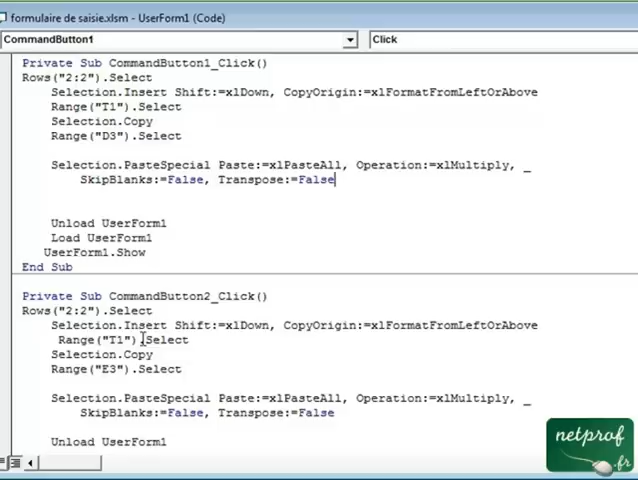 formulaire de saisie.xlsm - UserForm1 (Code)
CommandButton1 Click
Private Sub CommandButton1_Click()
Rows("2:2").Select
Selection.Insert Shift:=xlDown, CopyOrigin:=xlFormatFromLeftOrAbove
Range("T1").Select
Selection.Copy
Range("D3").Select
Selection.PasteSpecial Paste:=xlPasteAll, Operation:=xlMultiply, _
SkipBlanks:=False, Transpose:=False
Unload UserForm1
Load UserForm1
UserForm1.Show
End Sub
Private Sub CommandButton2_Click()
Rows("2:2").Select
Selection.Insert Shift:=xlDown, CopyOrigin:=xlFormatFromLeftOrAbove
Range("T1").Select
Selection.Copy
Range("E3").Select
Selection.PasteSpecial Paste:=xlPasteAll, Operation:=xlMultiply, _
SkipBlanks:=False, Transpose:=False
Unload UserForm1
netprof
.fr